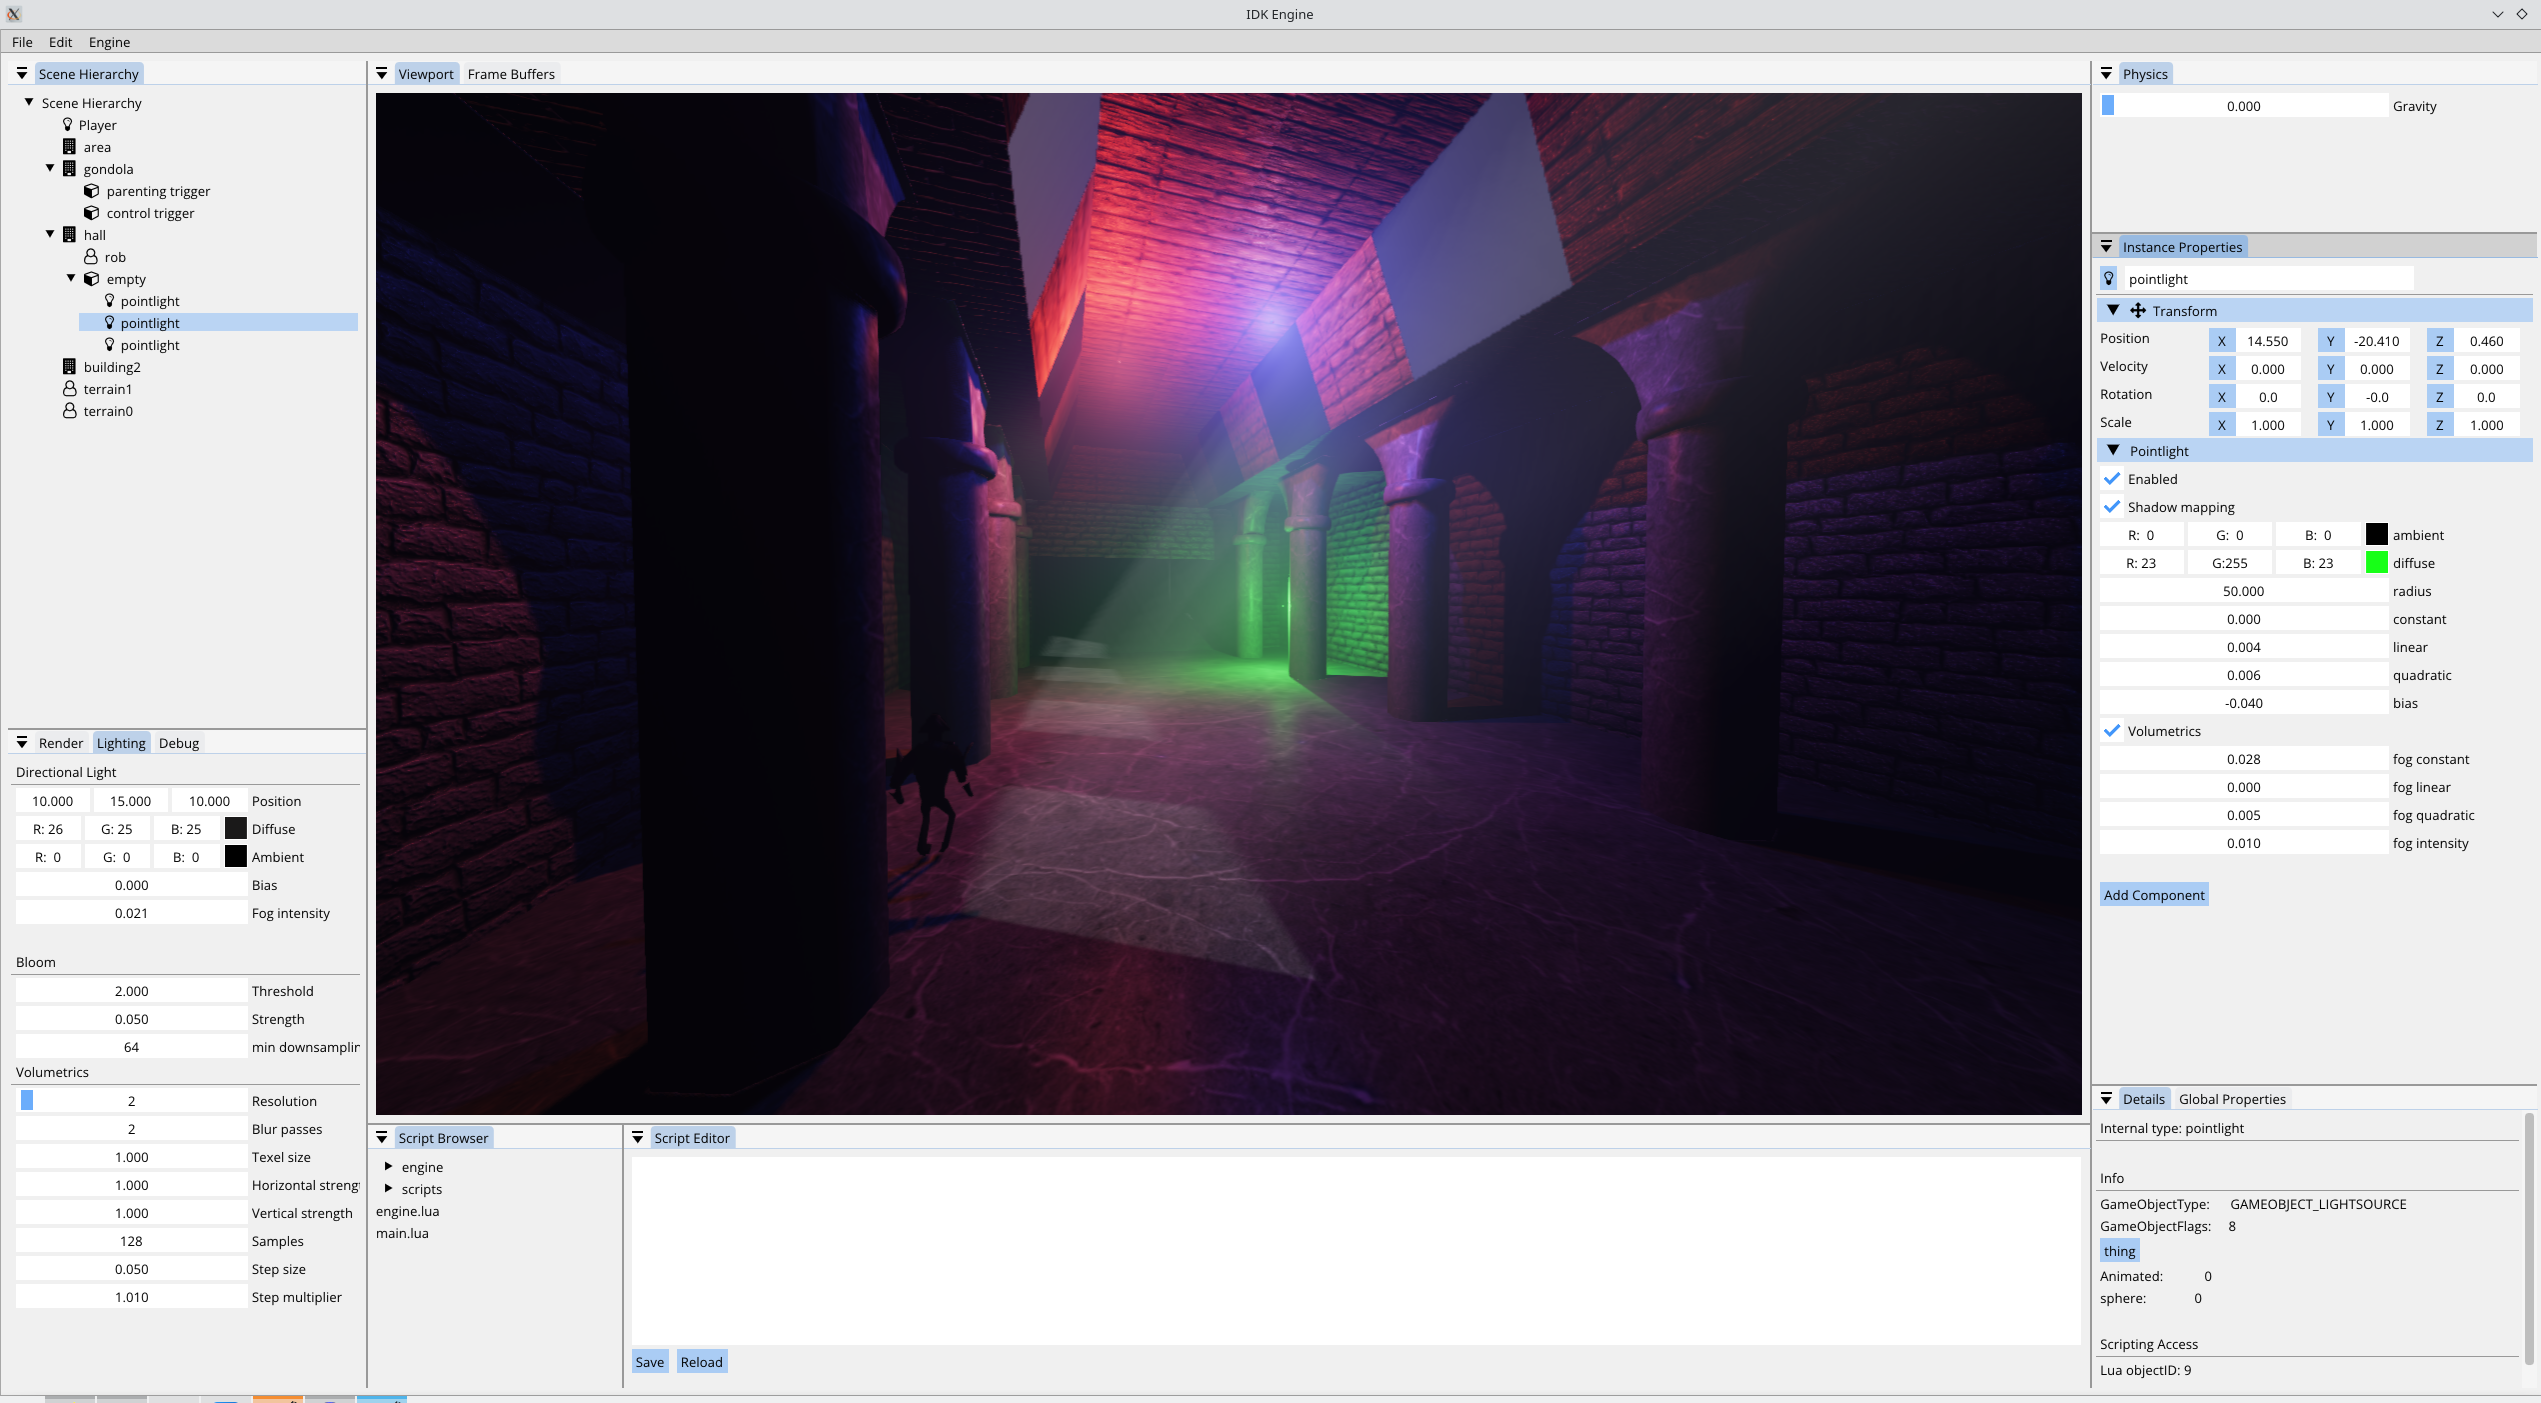 IDK Engine
File Edit Engine
Scene Hierarchy
Scene Hierarchy
Player
area
gondola
parenting trigger
control trigger
hall
rob
empty
pointlight
pointlight
pointlight
building2
terrain1
terrain0
Render Lighting Debug
Directional Light
10.000 15.000 10.000 Position
R: 26 G: 25 B: 25 Diffuse
R: 0 G: 0 B: 0 Ambient
0.000 Bias
0.021 Fog intensity
Bloom
2.000 Threshold
0.050 Strength
64 min downsamplin
Volumetrics
2 Resolution
2 Blur passes
1.000 Texel size
1.000 Horizontal streng
1.000 Vertical strength
128 Samples
0.050 Step size
1.010 Step multiplier
Viewport Frame Buffers
Script Browser
engine
scripts
engine.lua
main.lua
Script Editor
Save Reload
Physics
0.000 Gravity
Instance Properties
pointlight
Transform
Position X 14.550 Y -20.410 Z 0.460
Velocity X 0.000 Y 0.000 Z 0.000
Rotation X 0.0 Y -0.0 Z 0.0
Scale X 1.000 Y 1.000 Z 1.000
Pointlight
Enabled
Shadow mapping
R: 0 G: 0 B: 0 ambient
R: 23 G:255 B: 23 diffuse
50.000 radius
0.000 constant
0.004 linear
0.006 quadratic
-0.040 bias
Volumetrics
0.028 fog constant
0.000 fog linear
0.005 fog quadratic
0.010 fog intensity
Add Component
Details Global Properties
Internal type: pointlight
Info
GameObjectType: GAMEOBJECT_LIGHTSOURCE
GameObjectFlags: 8
thing
Animated: 0
sphere: 0
Scripting Access
Lua objectID: 9